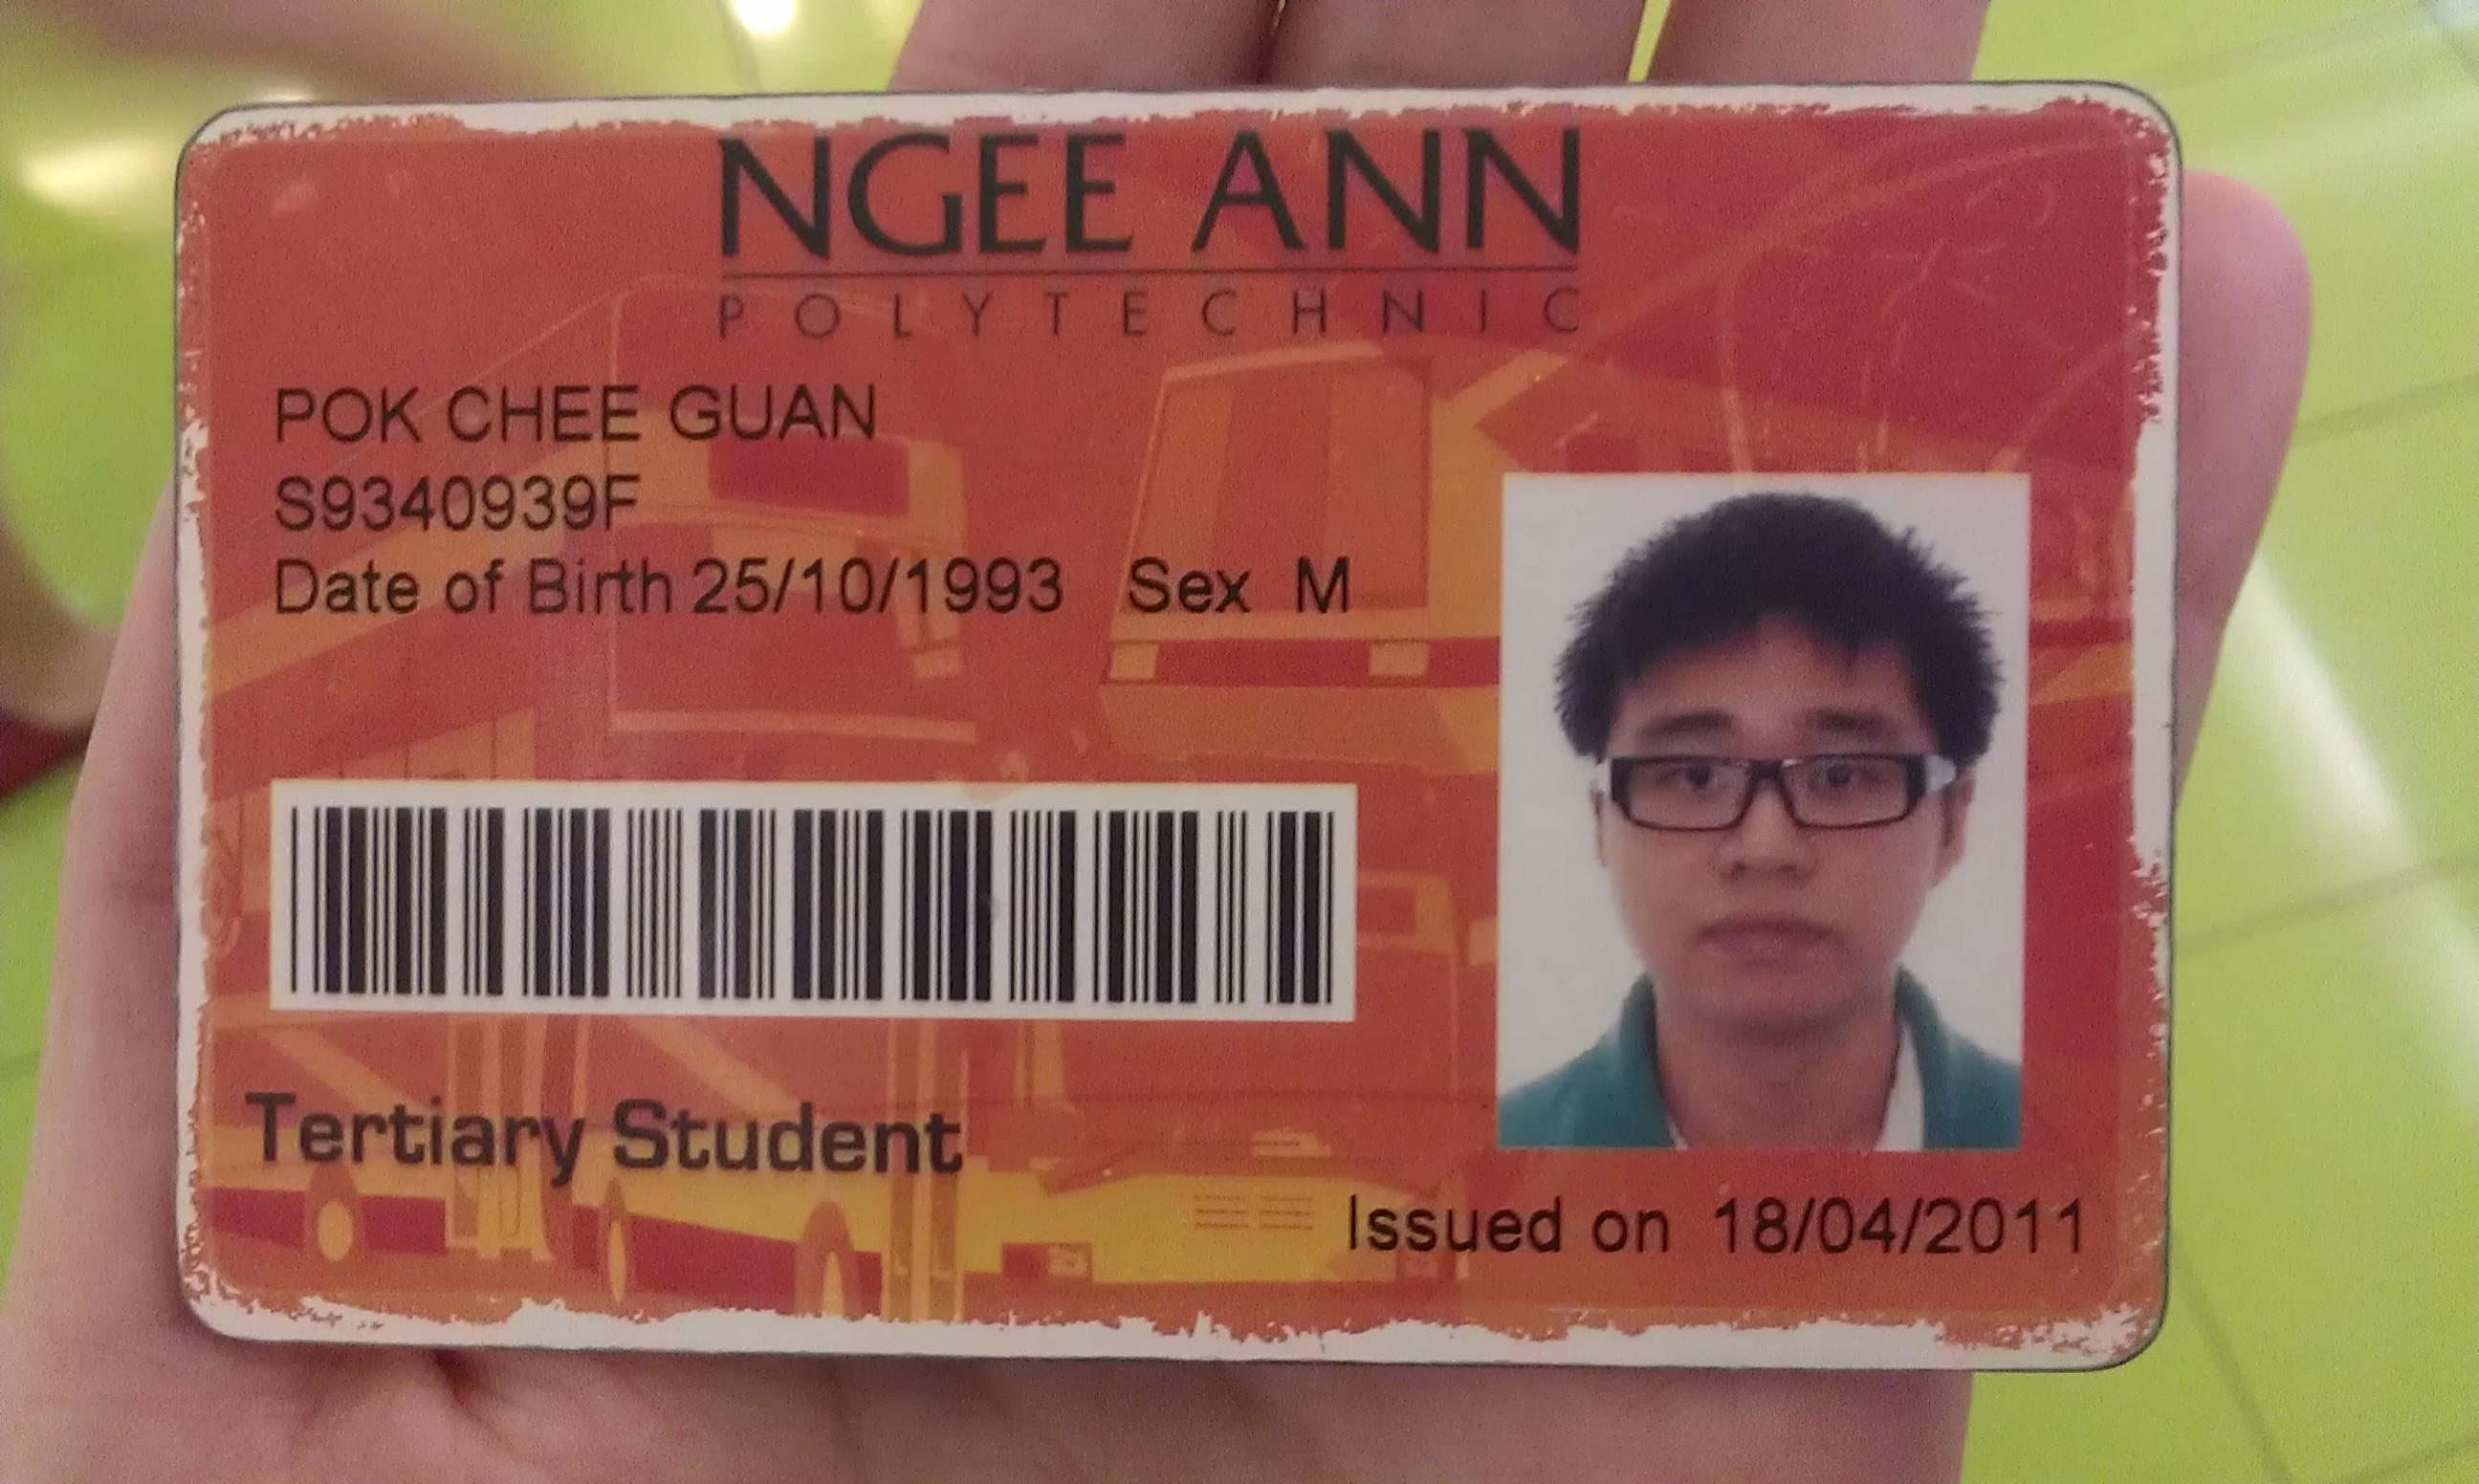 NGEE ANN
POLYTECHNIC
POK CHEE GUAN
S9340939F
Date of Birth 25/10/1993 Sex M
Tertiary Student
Issued on 18/04/2011